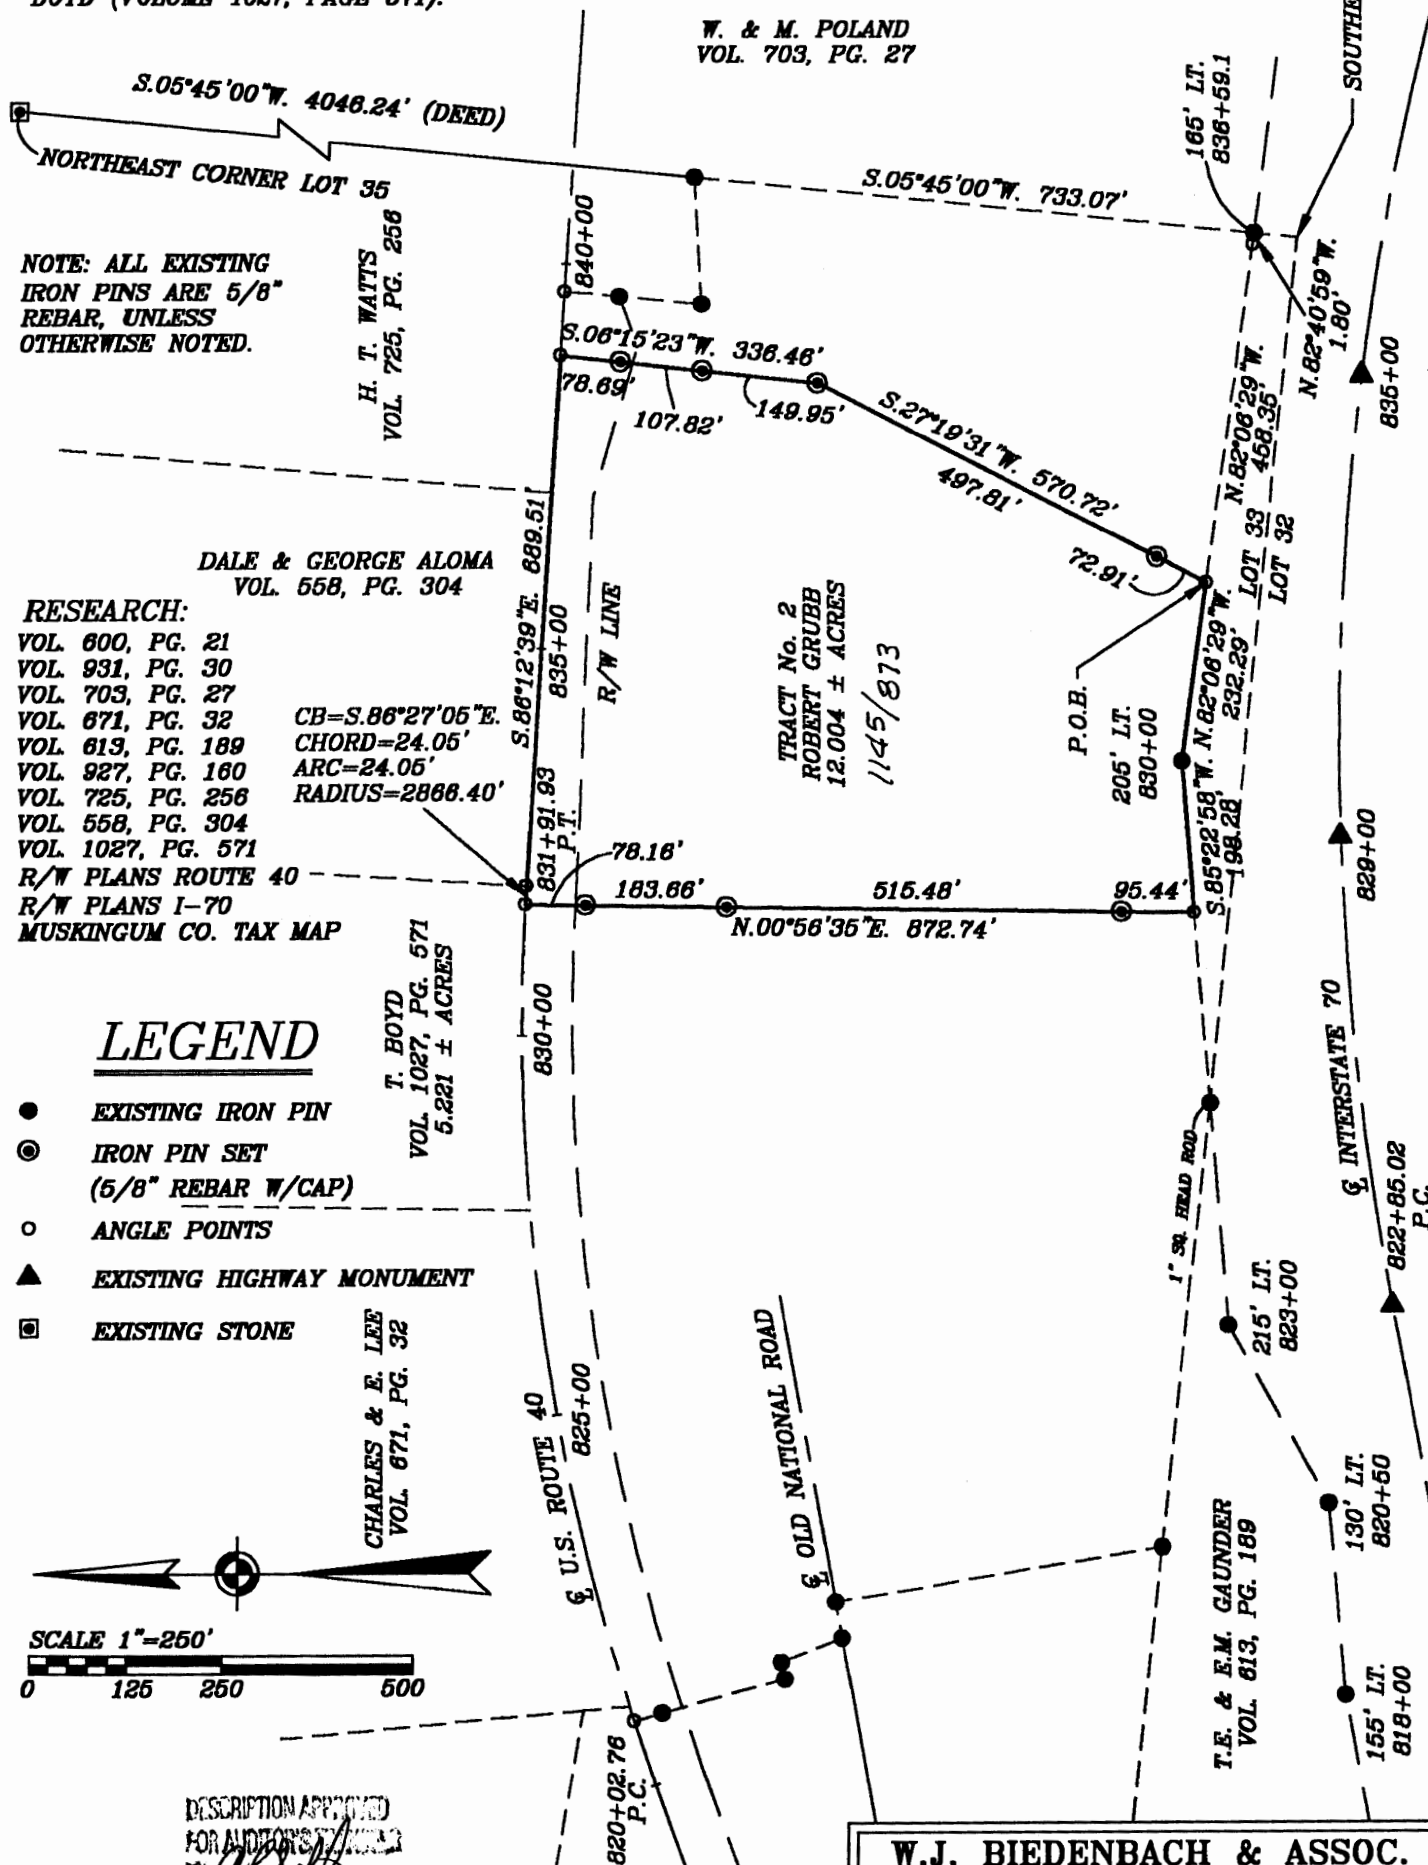 BOYD (VOLUME 1027, PAGE 571).
W. & M. POLAND
VOL. 703, PG. 27
SOUTHE
S.05°45'00"W. 4046.24' (DEED)
NORTHEAST CORNER LOT 35
165' LT.
836+59.1
S.05°45'00"W. 733.07'
NOTE: ALL EXISTING
IRON PINS ARE 5/8"
REBAR, UNLESS
OTHERWISE NOTED.
H. T. WATTS
VOL. 725, PG. 256
840+00
S.06°15'23"W. 336.46'
78.69'
107.82'
149.95'
S.27°19'31"W. 570.72'
497.81'
72.91'
N.82°40'59"W.
1.80'
N.82°06'29"W.
458.35'
LOT 33
LOT 32
835+00
DALE & GEORGE ALOMA
VOL. 558, PG. 304
S.86°12'39"E. 689.51'
835+00
R/W LINE
TRACT No. 2
ROBERT GRUBB
12.004 ± ACRES
1145/873
P.O.B.
205' LT.
830+00
N.82°06'29"W.
232.29'
S.85°22'58"W.
198.28'
829+00
RESEARCH:
VOL. 600, PG. 21
VOL. 931, PG. 30
VOL. 703, PG. 27
VOL. 671, PG. 32
VOL. 613, PG. 189
VOL. 927, PG. 160
VOL. 725, PG. 256
VOL. 558, PG. 304
VOL. 1027, PG. 571
R/W PLANS ROUTE 40
R/W PLANS I-70
MUSKINGUM CO. TAX MAP
CB=S.86°27'05"E.
CHORD=24.05'
ARC=24.05'
RADIUS=2866.40'
831+91.93
P.T.
78.16'
183.66'
515.48'
95.44'
N.00°56'35"E. 872.74'
T. BOYD
VOL. 1027, PG. 571
5.221 ± ACRES
830+00
LEGEND
EXISTING IRON PIN
IRON PIN SET
(5/8" REBAR W/CAP)
ANGLE POINTS
EXISTING HIGHWAY MONUMENT
EXISTING STONE
CHARLES & E. LEE
VOL. 671, PG. 32
825+00
℄ U.S. ROUTE 40
℄ OLD NATIONAL ROAD
1" SQ. HEAD ROD
℄ INTERSTATE 70
822+85.02
P.C.
215' LT.
823+00
130' LT.
820+50
155' LT.
818+00
T.E. & E.M. GAUNDER
VOL. 613, PG. 189
SCALE 1"=250'
0 125 250 500
820+02.76
P.C.
DESCRIPTION APPROVED
FOR AUDITOR'S
W.J. BIEDENBACH & ASSOC.